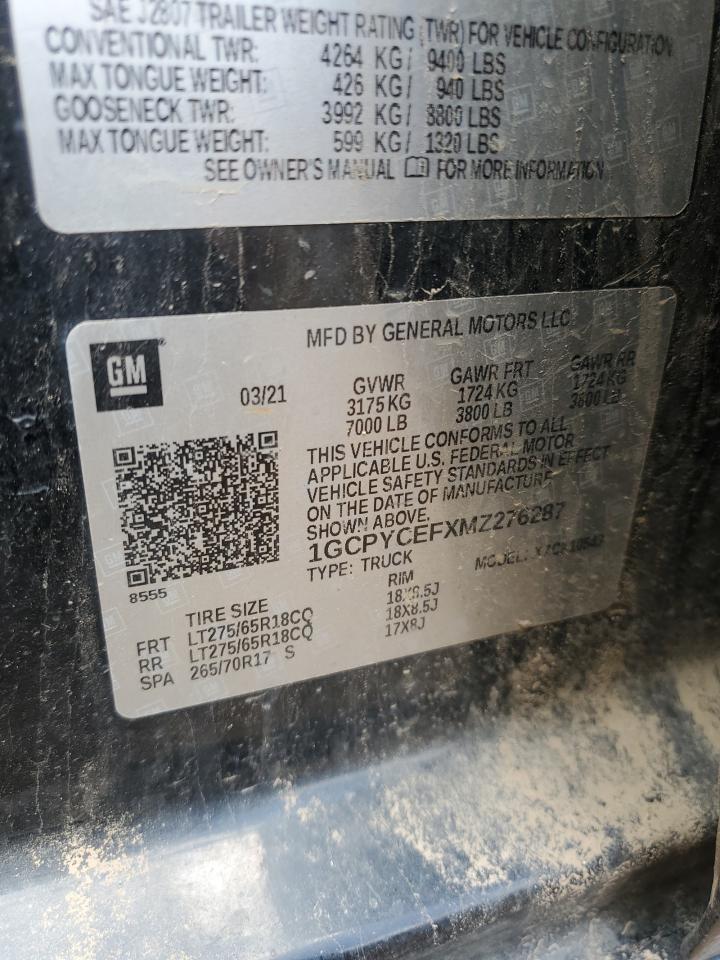 SAE J2807 TRAILER WEIGHT RATING (TWR) FOR VEHICLE CONFIGURATION
CONVENTIONAL TWR: 4264 KG/ 9400 LBS
MAX TONGUE WEIGHT: 426 KG/ 940 LBS
GOOSENECK TWR: 3992 KG/ 8800 LBS
MAX TONGUE WEIGHT: 599 KG/ 1320 LBS
SEE OWNER'S MANUAL FOR MORE INFORMATION
GM
MFD BY GENERAL MOTORS LLC
03/21
GVWR GAWR FRT GAWR RR
3175 KG 1724 KG 1724 KG
7000 LB 3800 LB 3800 LB
THIS VEHICLE CONFORMS TO ALL
APPLICABLE U.S. FEDERAL MOTOR
VEHICLE SAFETY STANDARDS IN EFFECT
ON THE DATE OF MANUFACTURE
SHOWN ABOVE.
1GCPYCEFXMZ276287
TYPE: TRUCK MODEL:
8555
TIRE SIZE RIM
FRT LT275/65R18CQ 18X8.5J
RR LT275/65R18CQ 18X8.5J
SPA 265/70R17 S 17X8J